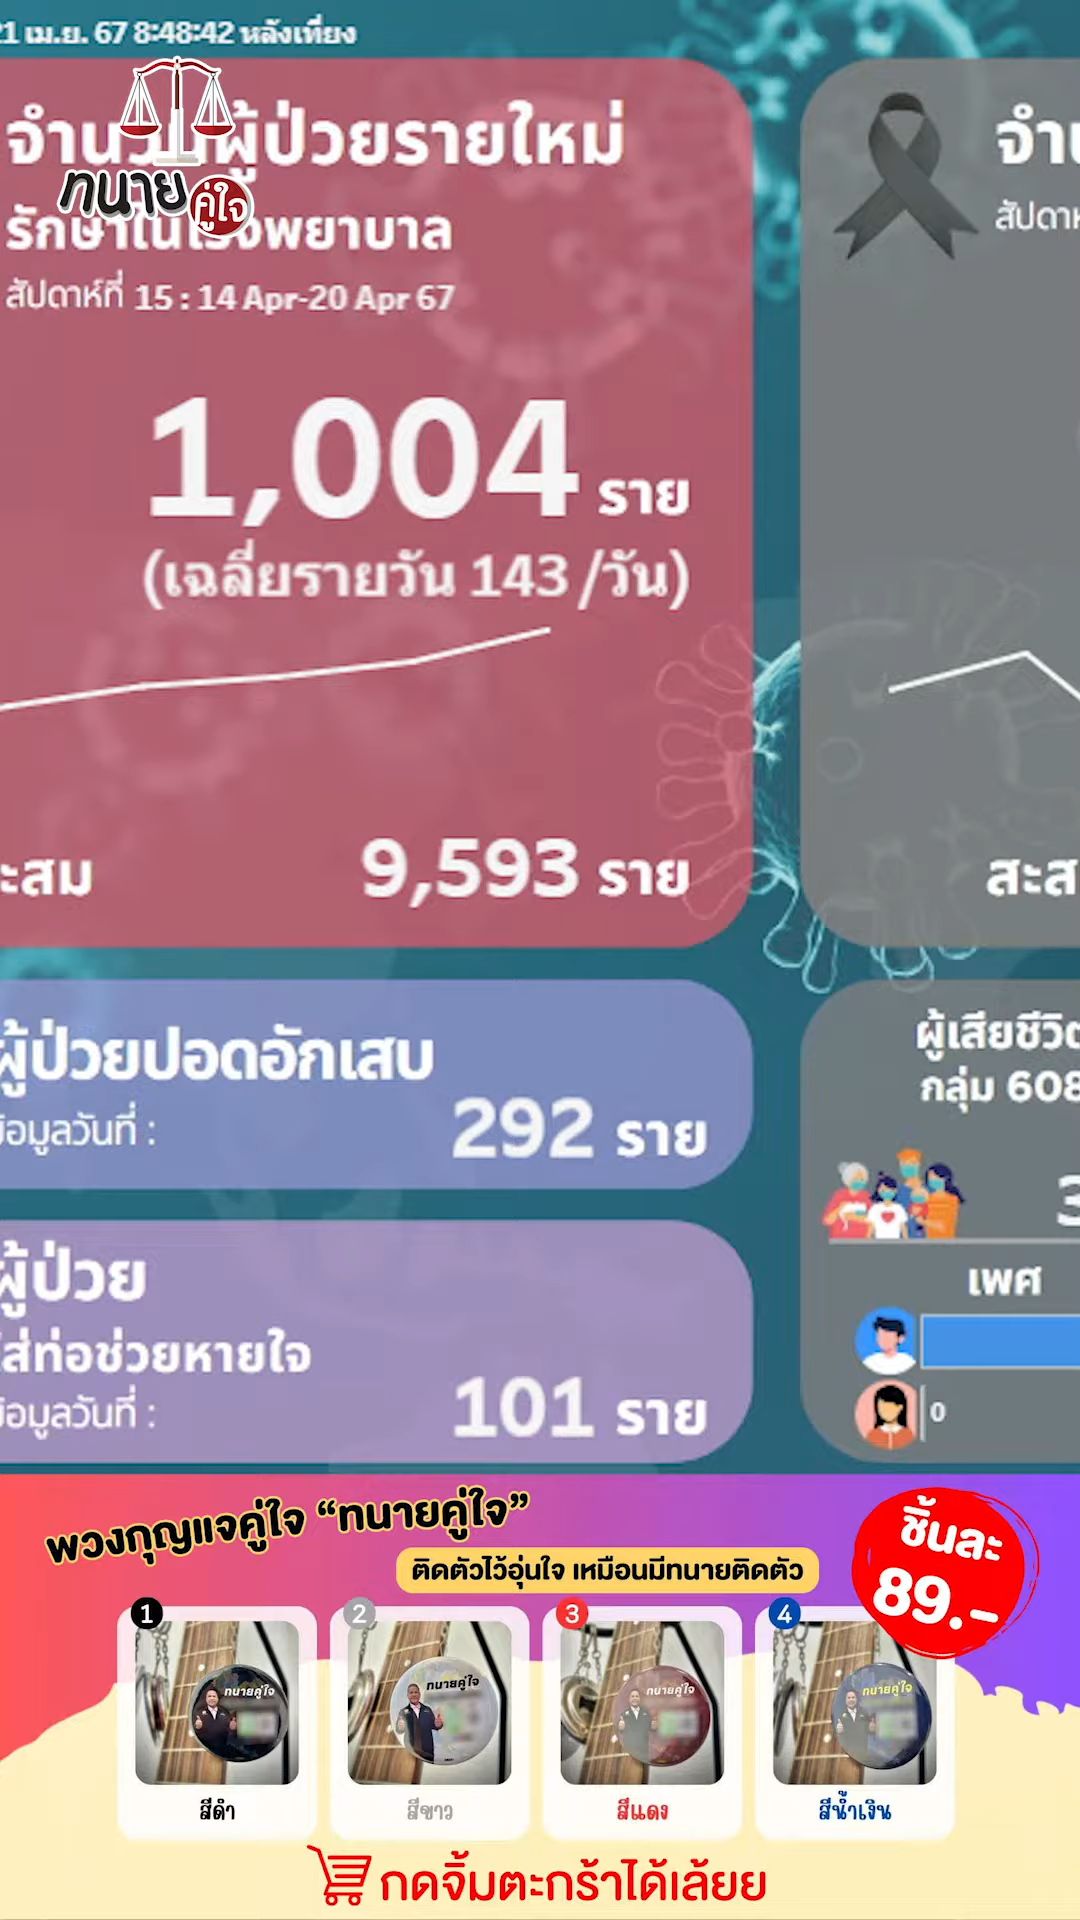 21 เม.ย. 67 8:48:42 หลังเที่ยง
จำนวนผู้ป่วยรายใหม่
ทนายคู่ใจ
รักษาในโรงพยาบาล
สัปดาห์ที่ 15 : 14 Apr-20 Apr 67
1,004 ราย
(เฉลี่ยรายวัน 143 /วัน)
ะสม 9,593 ราย
ผู้ป่วยปอดอักเสบ
ข้อมูลวันที่ :
292 ราย
ผู้ป่วย
ใส่ท่อช่วยหายใจ
ข้อมูลวันที่ :
101 ราย
จำน
สัปดาห
สะส
ผู้เสียชีวิต
กลุ่ม 608
3
เพศ
0
พวงกุญแจคู่ใจ “ทนายคู่ใจ”
ติดตัวไว้อุ่นใจ เหมือนมีทนายติดตัว
ชิ้นละ
89.-
1 2 3 4
ทนายคู่ใจ ทนายคู่ใจ ทนายคู่ใจ ทนายคู่ใจ
สีดำ สีขาว สีแดง สีน้ำเงิน
กดจิ้มตะกร้าได้เล้ยย